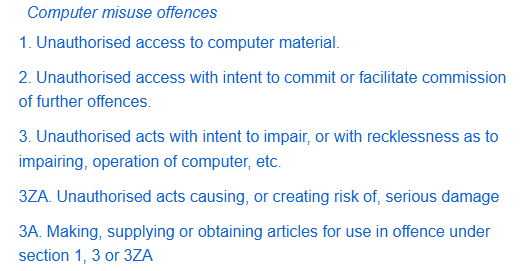 Computer misuse offences
1. Unauthorised access to computer material.
2. Unauthorised access with intent to commit or facilitate commission
of further offences.
3. Unauthorised acts with intent to impair, or with recklessness as to
impairing, operation of computer, etc.
3ZA. Unauthorised acts causing, or creating risk of, serious damage
3A. Making, supplying or obtaining articles for use in offence under
section 1, 3 or 3ZA